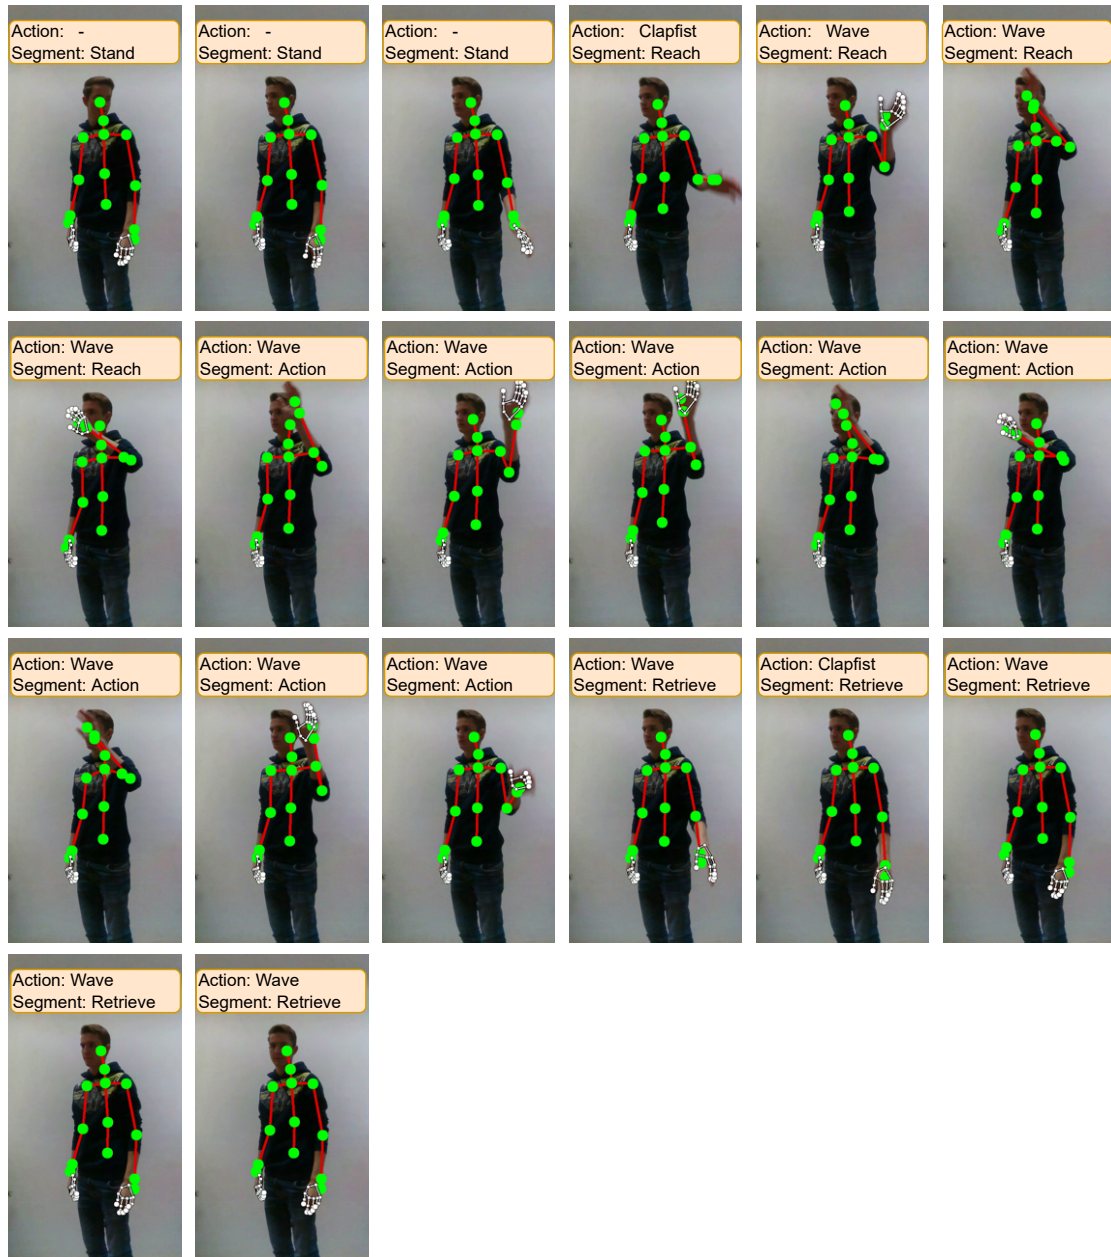 Action: -
Segment: Stand
Action: -
Segment: Stand
Action: -
Segment: Stand
Action: Clapfist
Segment: Reach
Action: Wave
Segment: Reach
Action: Wave
Segment: Reach
Action: Wave
Segment: Reach
Action: Wave
Segment: Action
Action: Wave
Segment: Action
Action: Wave
Segment: Action
Action: Wave
Segment: Action
Action: Wave
Segment: Action
Action: Wave
Segment: Action
Action: Wave
Segment: Action
Action: Wave
Segment: Action
Action: Wave
Segment: Retrieve
Action: Clapfist
Segment: Retrieve
Action: Wave
Segment: Retrieve
Action: Wave
Segment: Retrieve
Action: Wave
Segment: Retrieve